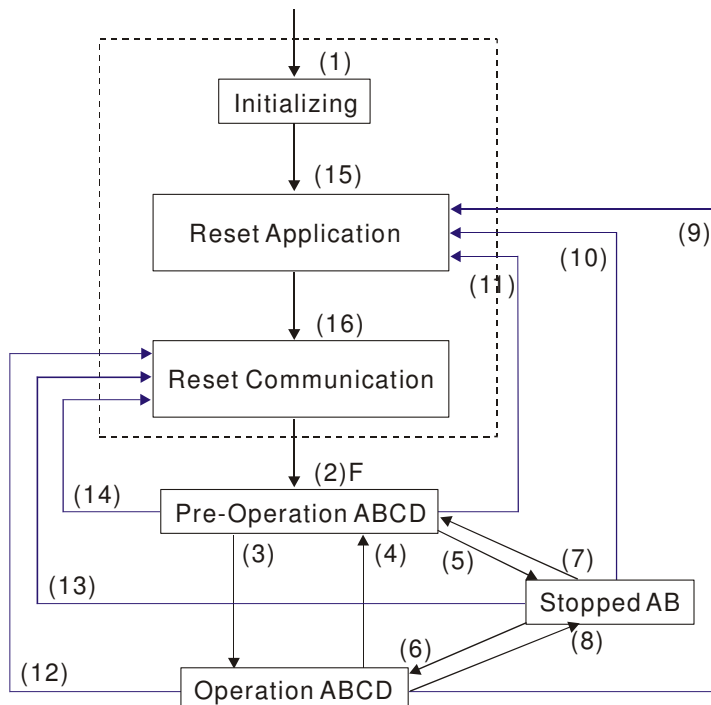 (1)
Initializing
(15)
Reset Application
(9)
(10)
(11)
(16)
Reset Communication
(2)F
(14)
Pre-Operation ABCD
(3)
(4)
(5)
(7)
(13)
Stopped AB
(6)
(8)
(12)
Operation ABCD